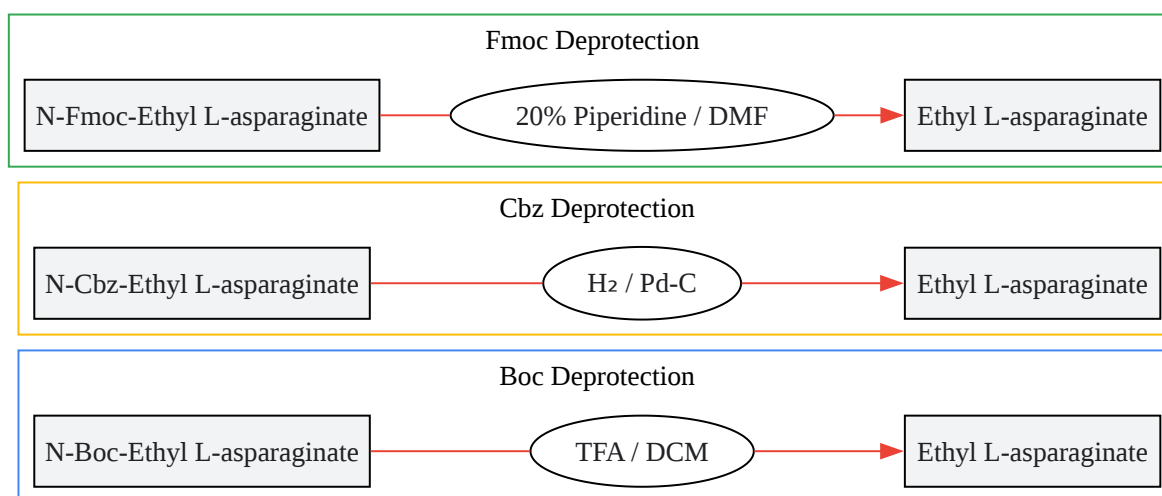 Fmoc Deprotection
N-Fmoc-Ethyl L-asparaginate
20% Piperidine / DMF
Ethyl L-asparaginate
Cbz Deprotection
N-Cbz-Ethyl L-asparaginate
H₂ / Pd-C
Ethyl L-asparaginate
Boc Deprotection
N-Boc-Ethyl L-asparaginate
TFA / DCM
Ethyl L-asparaginate